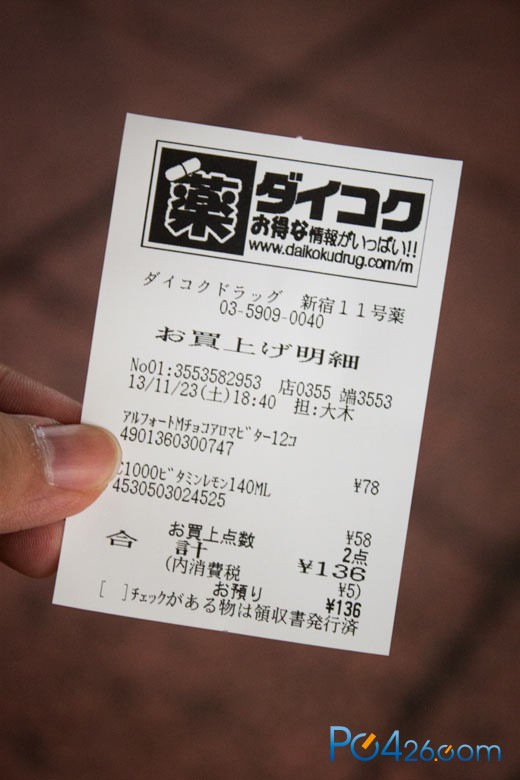 薬 ダイコク
お得な情報がいっぱい!!
www.daikokudrug.com/m
ダイコクドラッグ 新宿11号薬
03-5909-0040
お買上げ明細
No01:3553582953 店0355 端3553
13/11/23(土)18:40 担:大木
アルフォートMチョコアロマビター12コ
4901360300747 ¥78
C1000ビタミンレモン140ML
4530503024525 ¥58
お買上点数 2点
合計 ¥136
(内消費税 ¥5)
お預り ¥136
[ ]チェックがある物は領収書発行済
PC426.com